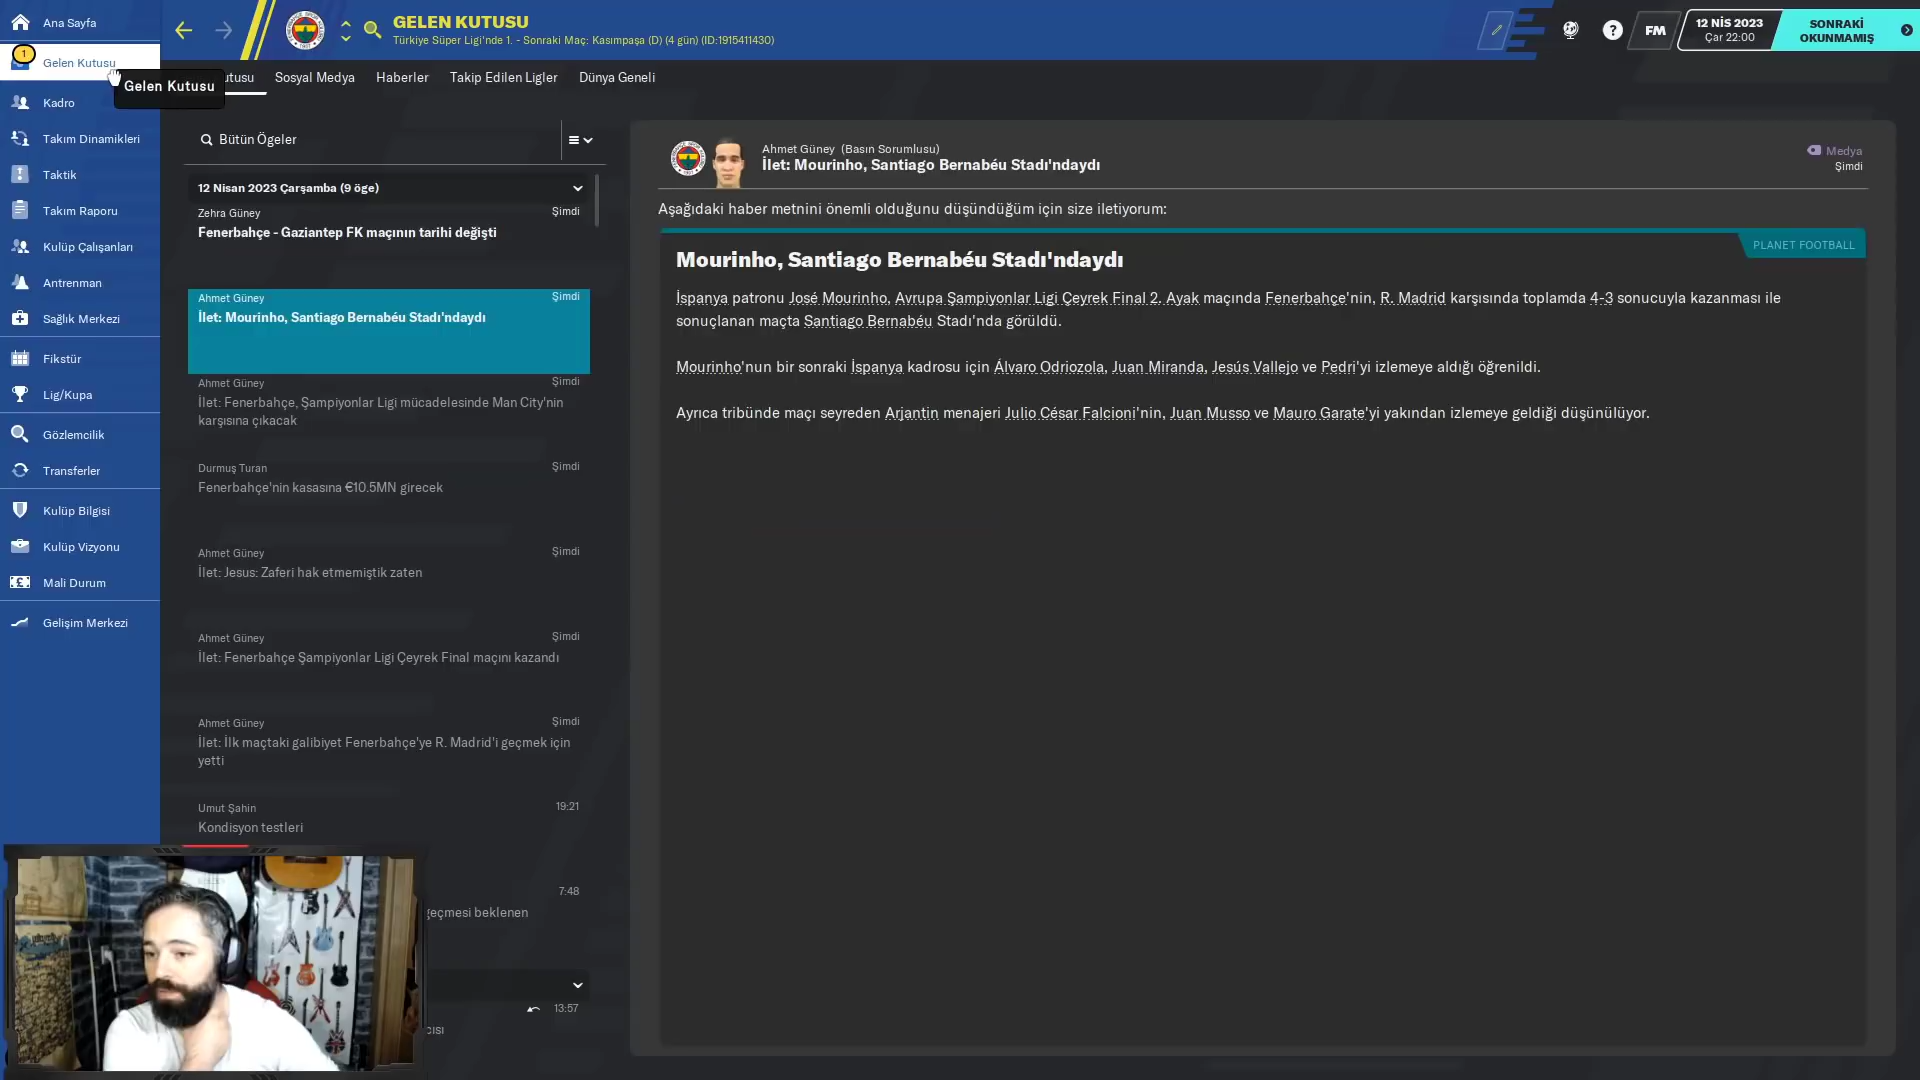 Ana Sayfa
1
Gelen Kutusu
Gelen Kutusu
Kadro
Takım Dinamikleri
Taktik
Takım Raporu
Kulüp Çalışanları
Antrenman
Sağlık Merkezi
Fikstür
Lig/Kupa
Gözlemcilik
Transferler
Kulüp Bilgisi
Kulüp Vizyonu
Mali Durum
Gelişim Merkezi
GELEN KUTUSU
Türkiye Süper Ligi'nde 1. - Sonraki Maç: Kasımpaşa (D) (4 gün) (ID:1915411430)
?
FM
12 NİS 2023
Çar 22:00
SONRAKİ
OKUNMAMIŞ
utusu
Sosyal Medya
Haberler
Takip Edilen Ligler
Dünya Geneli
Bütün Ögeler
12 Nisan 2023 Çarşamba (9 öge)
Zehra Güney
Şimdi
Fenerbahçe - Gaziantep FK maçının tarihi değişti
Ahmet Güney
Şimdi
İlet: Mourinho, Santiago Bernabéu Stadı'ndaydı
Ahmet Güney
Şimdi
İlet: Fenerbahçe, Şampiyonlar Ligi mücadelesinde Man City'nin
karşısına çıkacak
Durmuş Turan
Şimdi
Fenerbahçe'nin kasasına €10.5MN girecek
Ahmet Güney
Şimdi
İlet: Jesus: Zaferi hak etmemiştik zaten
Ahmet Güney
Şimdi
İlet: Fenerbahçe Şampiyonlar Ligi Çeyrek Final maçını kazandı
Ahmet Güney
Şimdi
İlet: İlk maçtaki galibiyet Fenerbahçe'ye R. Madrid'i geçmek için
yetti
Umut Şahin
19:21
Kondisyon testleri
7:48
geçmesi beklenen
13:57
cısı
Ahmet Güney (Basın Sorumlusu)
İlet: Mourinho, Santiago Bernabéu Stadı'ndaydı
Medya
Şimdi
Aşağıdaki haber metnini önemli olduğunu düşündüğüm için size iletiyorum:
PLANET FOOTBALL
Mourinho, Santiago Bernabéu Stadı'ndaydı
İspanya patronu José Mourinho, Avrupa Şampiyonlar Ligi Çeyrek Final 2. Ayak maçında Fenerbahçe'nin, R. Madrid karşısında toplamda 4-3 sonucuyla kazanması ile
sonuçlanan maçta Santiago Bernabéu Stadı'nda görüldü.
Mourinho'nun bir sonraki İspanya kadrosu için Álvaro Odriozola, Juan Miranda, Jesús Vallejo ve Pedri'yi izlemeye aldığı öğrenildi.
Ayrıca tribünde maçı seyreden Arjantin menajeri Julio César Falcioni'nin, Juan Musso ve Mauro Garate'yi yakından izlemeye geldiği düşünülüyor.